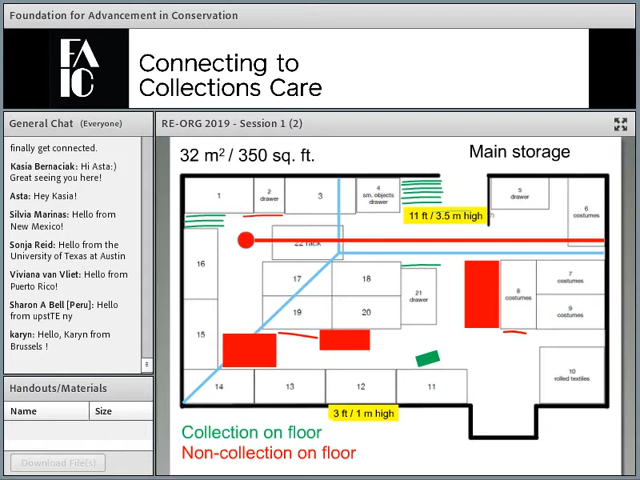 Foundation for Advancement in Conservation
FA
IC
Connecting to
Collections Care
General Chat (Everyone)
finally get connected.
Kasia Bernaciak: Hi Asta:)
Great seeing you here!
Asta: Hey Kasia!
Silvia Marinas: Hello from
New Mexico!
Sonja Reid: Hello from the
University of Texas at Austin
Viviana van Vliet: Hello from
Puerto Rico!
Sharon A Bell [Peru]: Hello
from upstTE ny
karyn: Hello, Karyn from
Brussels !
Handouts/Materials
Name
Size
Download File(s)
RE-ORG 2019 - Session 1 (2)
32 m² / 350 sq. ft.
Main storage
1
2
drawer
3
4
sm. objects
drawer
5
drawer
6
costumes
11 ft / 3.5 m high
22 rack
16
17
18
21
drawer
8
costumes
7
costumes
19
20
9
costumes
15
14
13
12
11
10
rolled textiles
3 ft / 1 m high
Collection on floor
Non-collection on floor